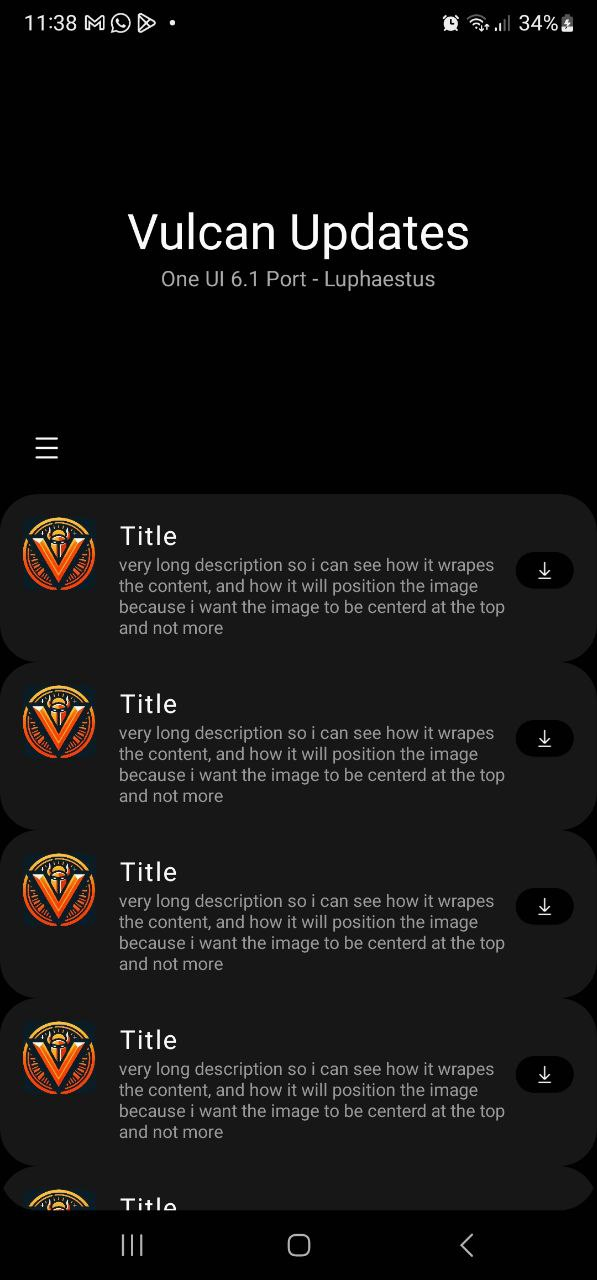 11:38
34%
Vulcan Updates
One UI 6.1 Port - Luphaestus
Title
very long description so i can see how it wrapes
the content, and how it will position the image
because i want the image to be centerd at the top
and not more
Title
very long description so i can see how it wrapes
the content, and how it will position the image
because i want the image to be centerd at the top
and not more
Title
very long description so i can see how it wrapes
the content, and how it will position the image
because i want the image to be centerd at the top
and not more
Title
very long description so i can see how it wrapes
the content, and how it will position the image
because i want the image to be centerd at the top
and not more
Title